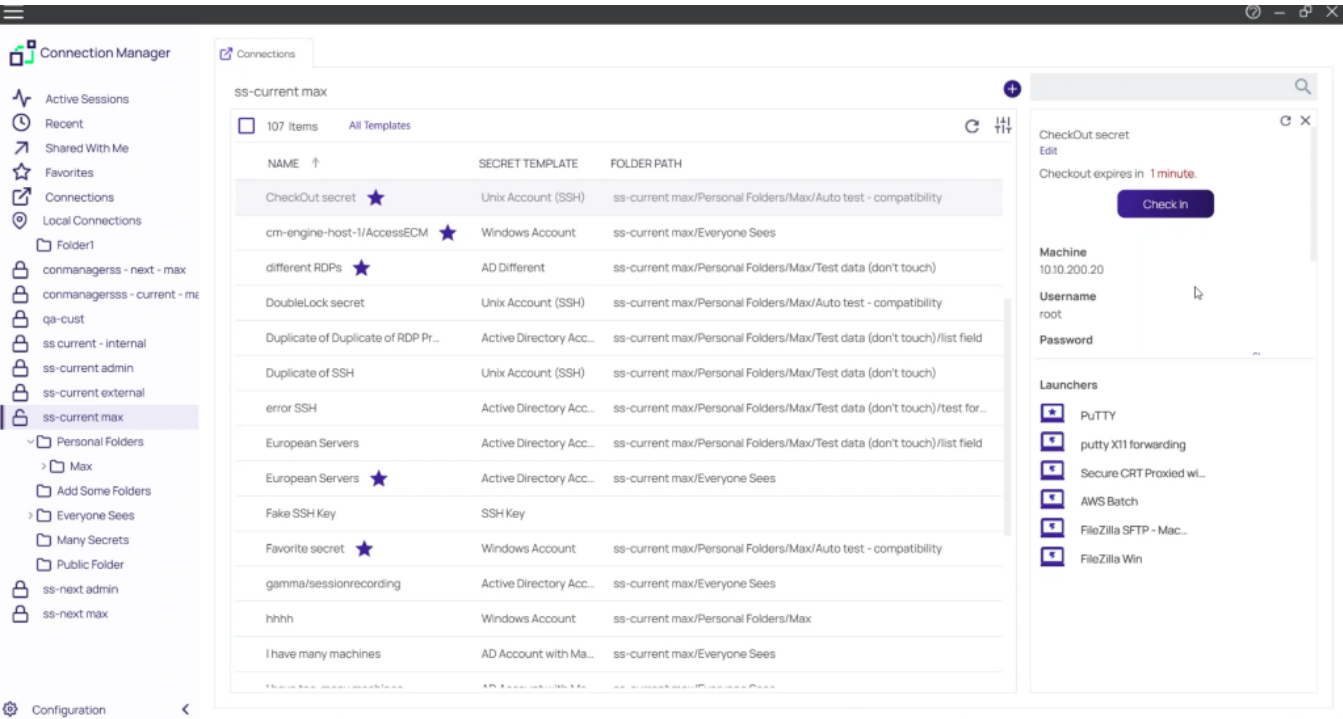 Connection Manager
Active Sessions
Recent
Shared With Me
Favorites
Connections
Local Connections
Folder1
conmanagerss - next - max
conmanagersss - current - ma
qa-cust
ss current - internal
ss-current admin
ss-current external
ss-current max
Personal Folders
Max
Add Some Folders
Everyone Sees
Many Secrets
Public Folder
ss-next admin
ss-next max
Configuration
Connections
ss-current max
107 Items All Templates
NAME SECRET TEMPLATE FOLDER PATH
CheckOut secret Unix Account (SSH) ss-current max/Personal Folders/Max/Auto test - compatibility
cm-engine-host-1/AccessECM Windows Account ss-current max/Everyone Sees
different RDPs AD Different ss-current max/Personal Folders/Max/Test data (don't touch)
DoubleLock secret Unix Account (SSH) ss-current max/Personal Folders/Max/Auto test - compatibility
Duplicate of Duplicate of RDP Pr... Active Directory Acc... ss-current max/Personal Folders/Max/Test data (don't touch)/list field
Duplicate of SSH Unix Account (SSH) ss-current max/Personal Folders/Max/Test data (don't touch)
error SSH Active Directory Acc... ss-current max/Personal Folders/Max/Test data (don't touch)/test for...
European Servers Active Directory Acc... ss-current max/Personal Folders/Max/Test data (don't touch)/list field
European Servers Active Directory Acc... ss-current max/Everyone Sees
Fake SSH Key SSH Key
Favorite secret Windows Account ss-current max/Personal Folders/Max/Auto test - compatibility
gamma/sessionrecording Active Directory Acc... ss-current max/Everyone Sees
hhhh Windows Account ss-current max/Personal Folders/Max
I have many machines AD Account with Ma... ss-current max/Everyone Sees
CheckOut secret
Edit
Checkout expires in 1 minute.
Check In
Machine
10.10.200.20
Username
root
Password
Launchers
PuTTY
putty X11 forwarding
Secure CRT Proxied wi...
AWS Batch
FileZilla SFTP - Mac...
FileZilla Win